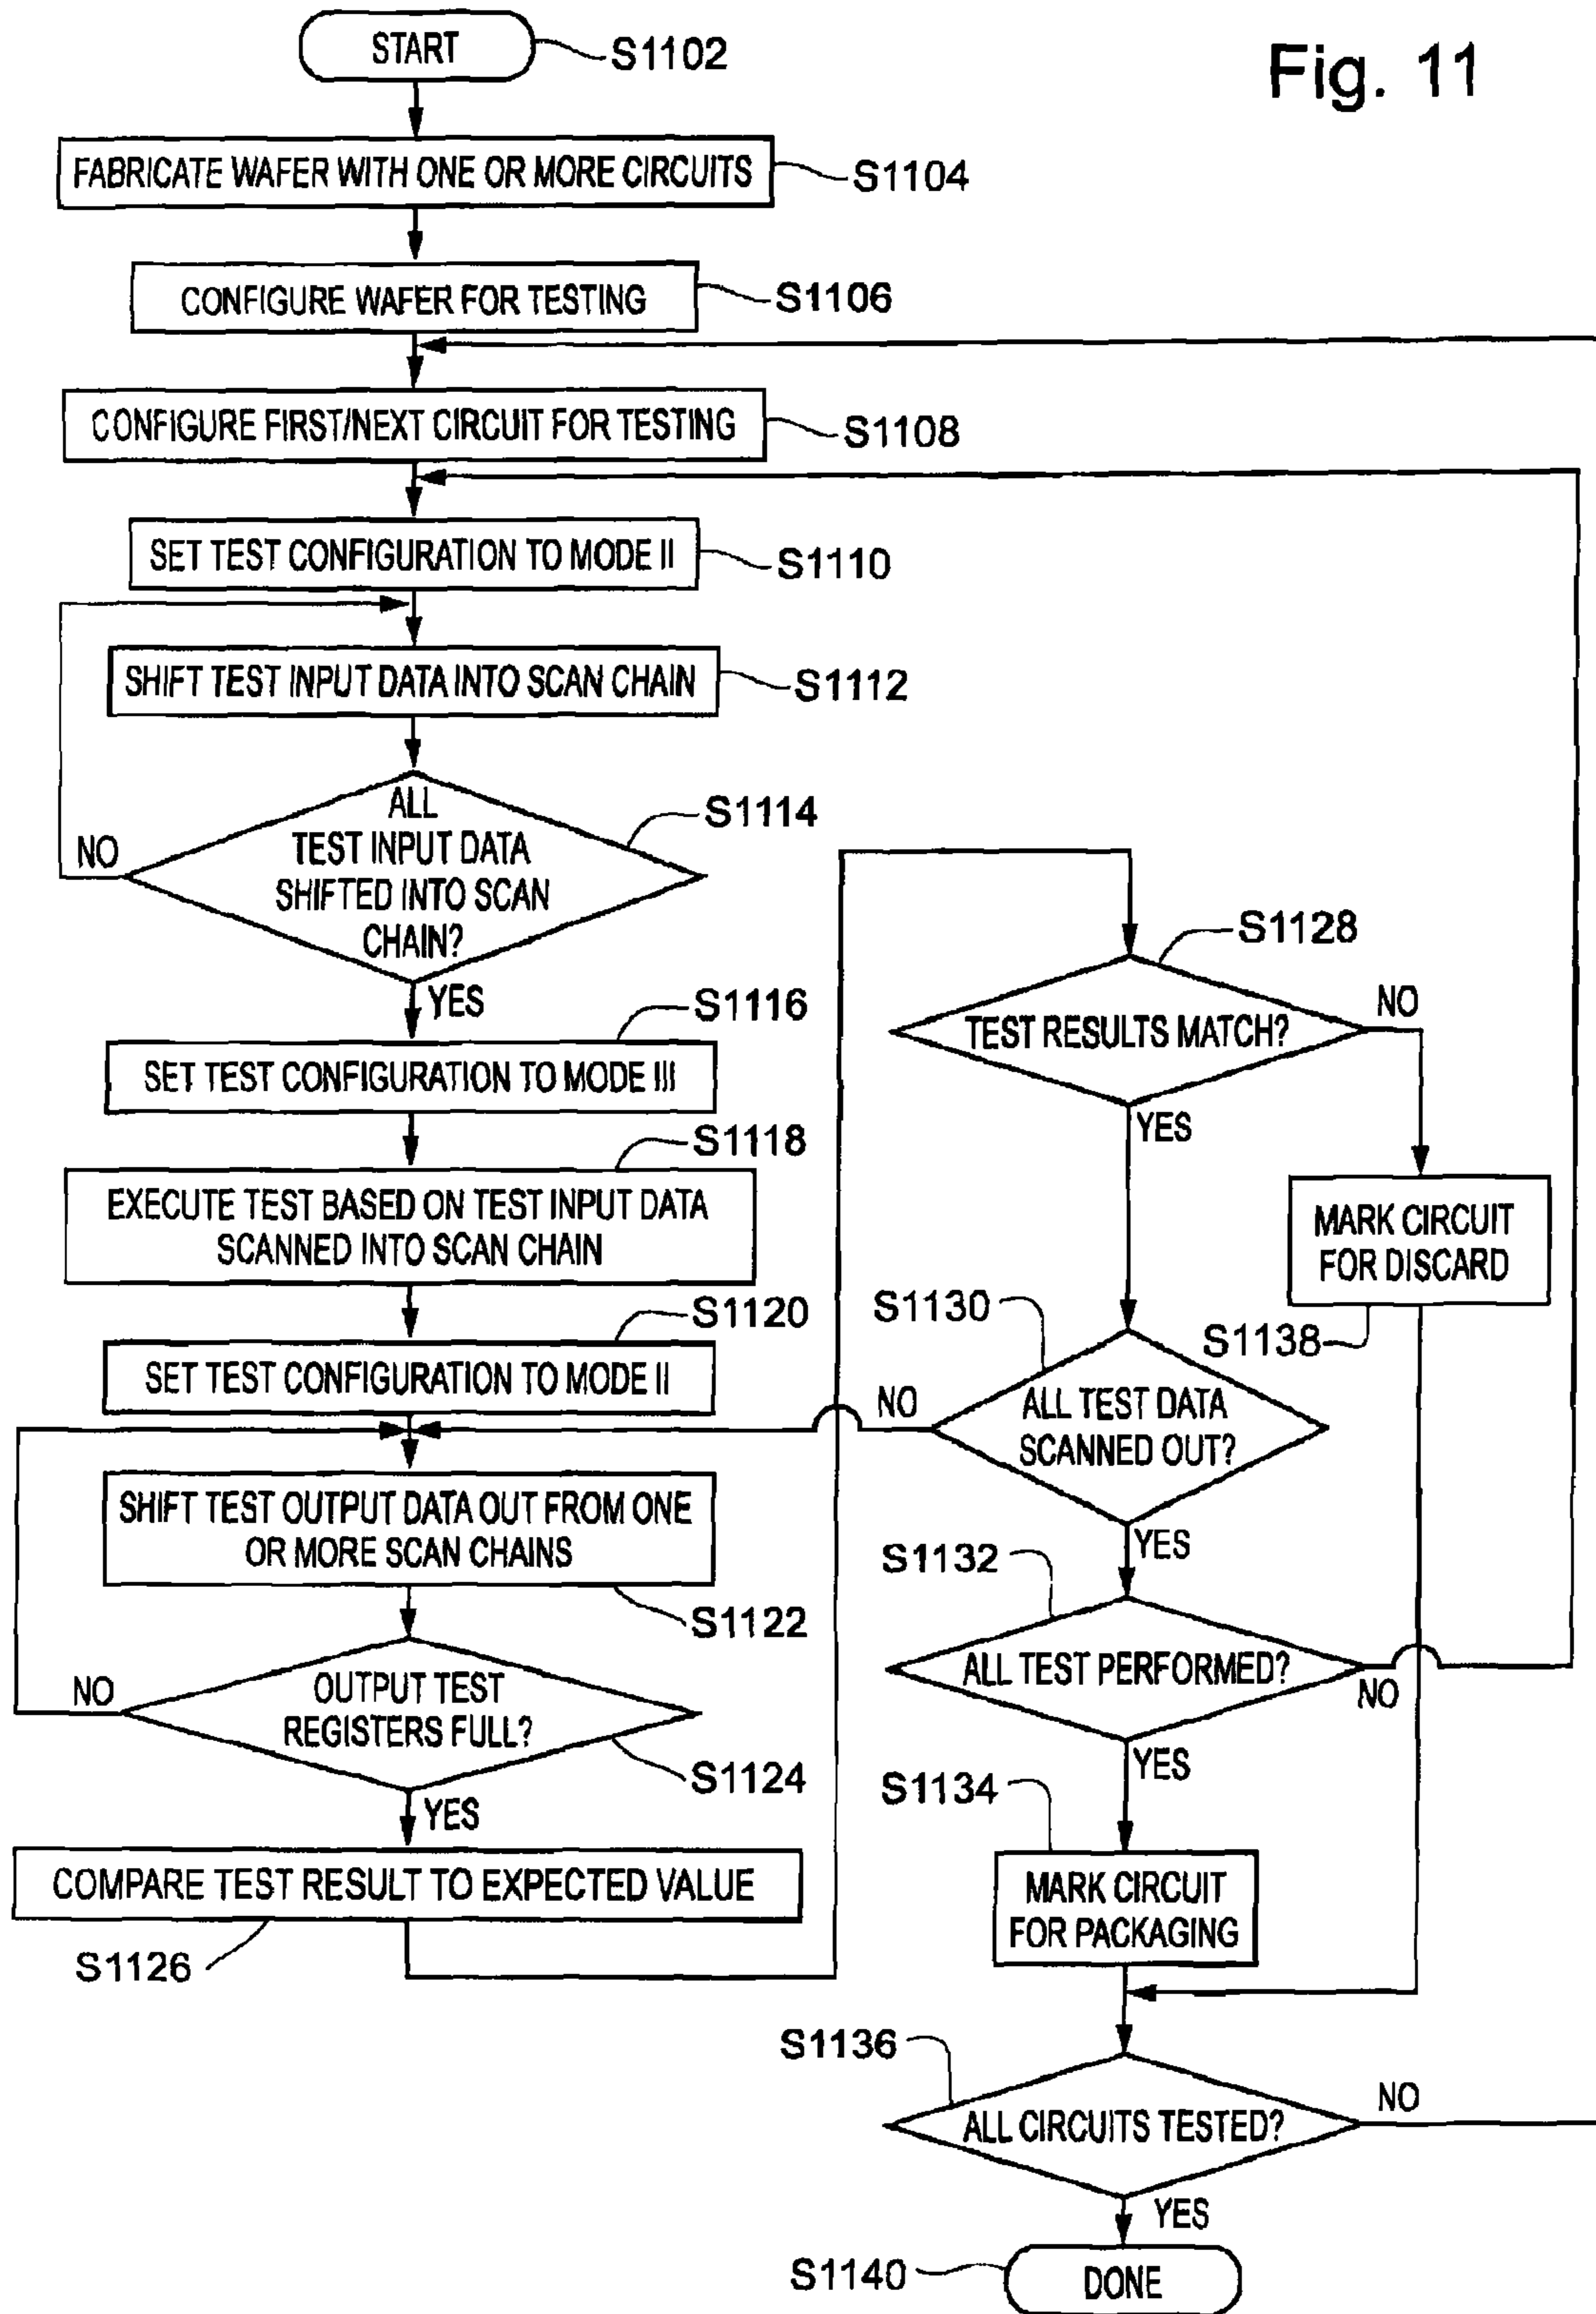 Fig. 11
START
S1102
FABRICATE WAFER WITH ONE OR MORE CIRCUITS
S1104
CONFIGURE WAFER FOR TESTING
S1106
CONFIGURE FIRST/NEXT CIRCUIT FOR TESTING
S1108
SET TEST CONFIGURATION TO MODE II
S1110
SHIFT TEST INPUT DATA INTO SCAN CHAIN
S1112
ALL
TEST INPUT DATA
SHIFTED INTO SCAN
CHAIN?
S1114
NO
YES
S1116
SET TEST CONFIGURATION TO MODE III
S1118
EXECUTE TEST BASED ON TEST INPUT DATA
SCANNED INTO SCAN CHAIN
S1120
SET TEST CONFIGURATION TO MODE II
SHIFT TEST OUTPUT DATA OUT FROM ONE
OR MORE SCAN CHAINS
S1122
OUTPUT TEST
REGISTERS FULL?
NO
S1124
YES
COMPARE TEST RESULT TO EXPECTED VALUE
S1126
S1128
TEST RESULTS MATCH?
NO
YES
MARK CIRCUIT
FOR DISCARD
S1138
S1130
ALL TEST DATA
SCANNED OUT?
NO
YES
S1132
ALL TEST PERFORMED?
NO
YES
S1134
MARK CIRCUIT
FOR PACKAGING
S1136
ALL CIRCUITS TESTED?
NO
YES
S1140
DONE